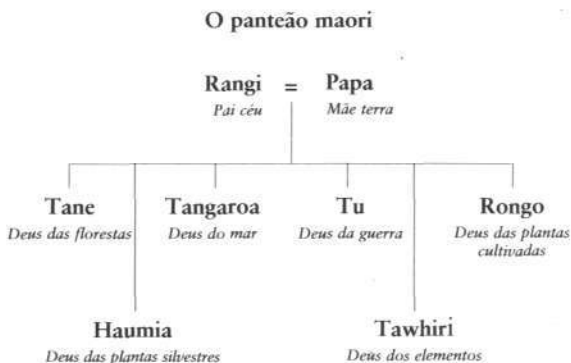 O panteão maori
Rangi = Papa
Pai céu Mãe terra
Tane Tangaroa Tu Rongo
Deus das florestas Deus do mar Deus da guerra Deus das plantas
cultivadas
Haumia Tawhiri
Deus das plantas silvestres Deus dos elementos